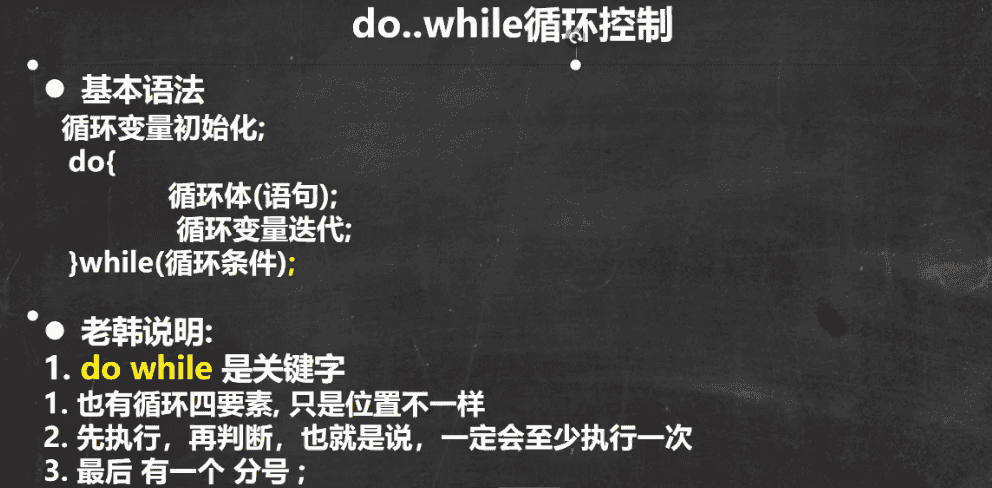 do..while循环控制
● 基本语法
循环变量初始化;
do{
循环体(语句);
循环变量迭代;
}while(循环条件);
● 老韩说明:
1. do while 是关键字
1. 也有循环四要素, 只是位置不一样
2. 先执行，再判断，也就是说，一定会至少执行一次
3. 最后 有一个 分号 ;